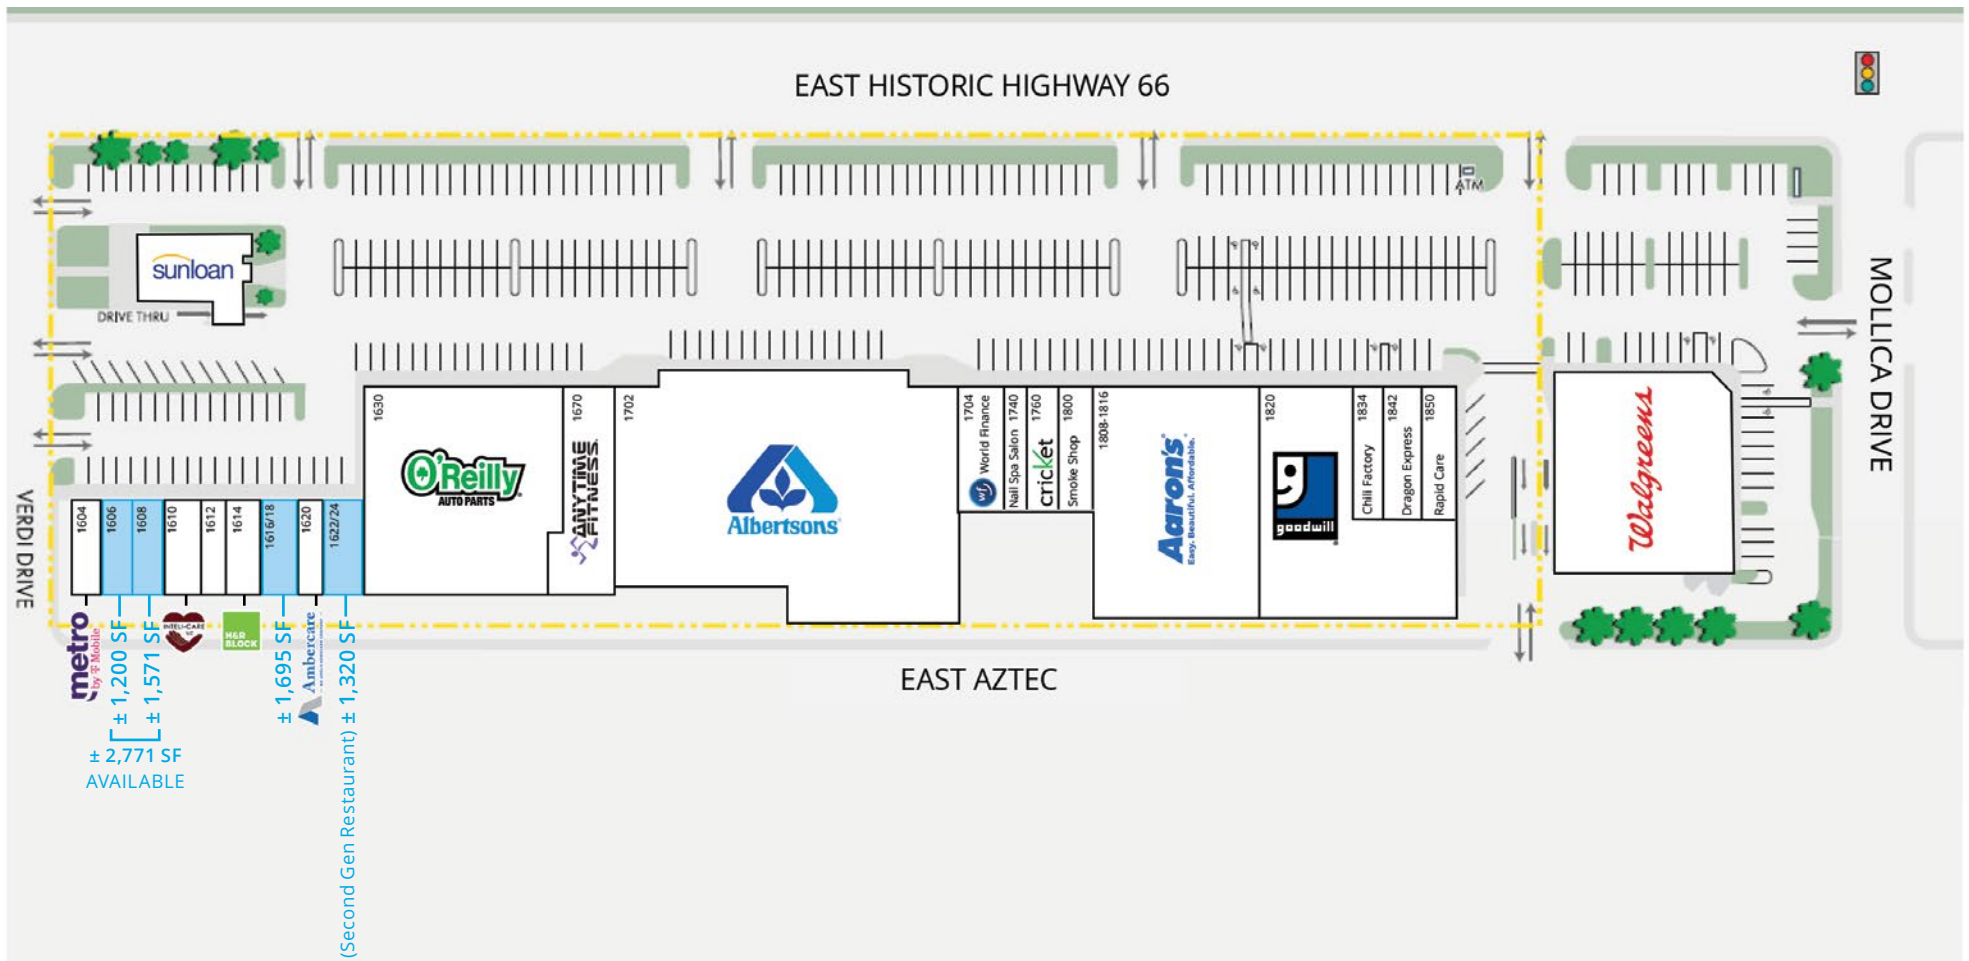 EAST HISTORIC HIGHWAY 66
ATM
sunloan
DRIVE THRU
MOLLICA DRIVE
VERDI DRIVE
1604
1606
1608
1610
1612
1614
1616/18
1620
1622/24
1630
O'Reilly
AUTO PARTS
1670
ANYTIME
FITNESS
1702
Albertsons
1704
wf World Finance
Nail Spa Salon 1740
1760
cricket
1800
Smoke Shop
1808-1816
Aaron's
Easy. Beautiful. Affordable.
1820
goodwill
1834
Chili Factory
1842
Dragon Express
1850
Rapid Care
Walgreens
metro
by T Mobile
± 1,200 SF
± 1,571 SF
± 2,771 SF
AVAILABLE
INTELI-CARE
H&R
BLOCK
± 1,695 SF
Ambercare
(Second Gen Restaurant) ± 1,320 SF
EAST AZTEC